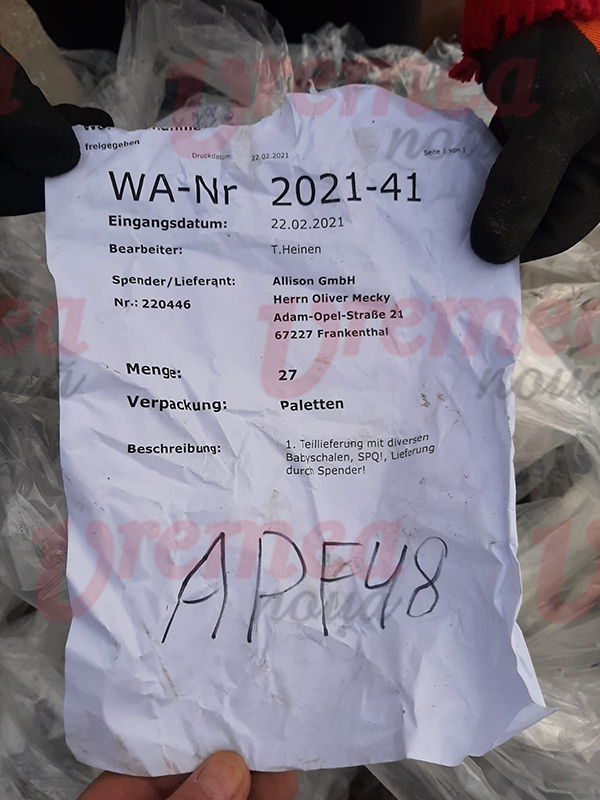 freigegeben
Druckdatum: 22.02.2021 Seite 1 von 1
WA-Nr 2021-41
Eingangsdatum: 22.02.2021
Bearbeiter: T.Heinen
Spender/Lieferant: Allison GmbH
Nr.: 220446 Herrn Oliver Mecky
Adam-Opel-Straße 21
67227 Frankenthal
Menge: 27
Verpackung: Paletten
Beschreibung: 1. Teillieferung mit diversen
Babyschalen, SPQ!, Lieferung
durch Spender!
APF48
Vremea
nouă